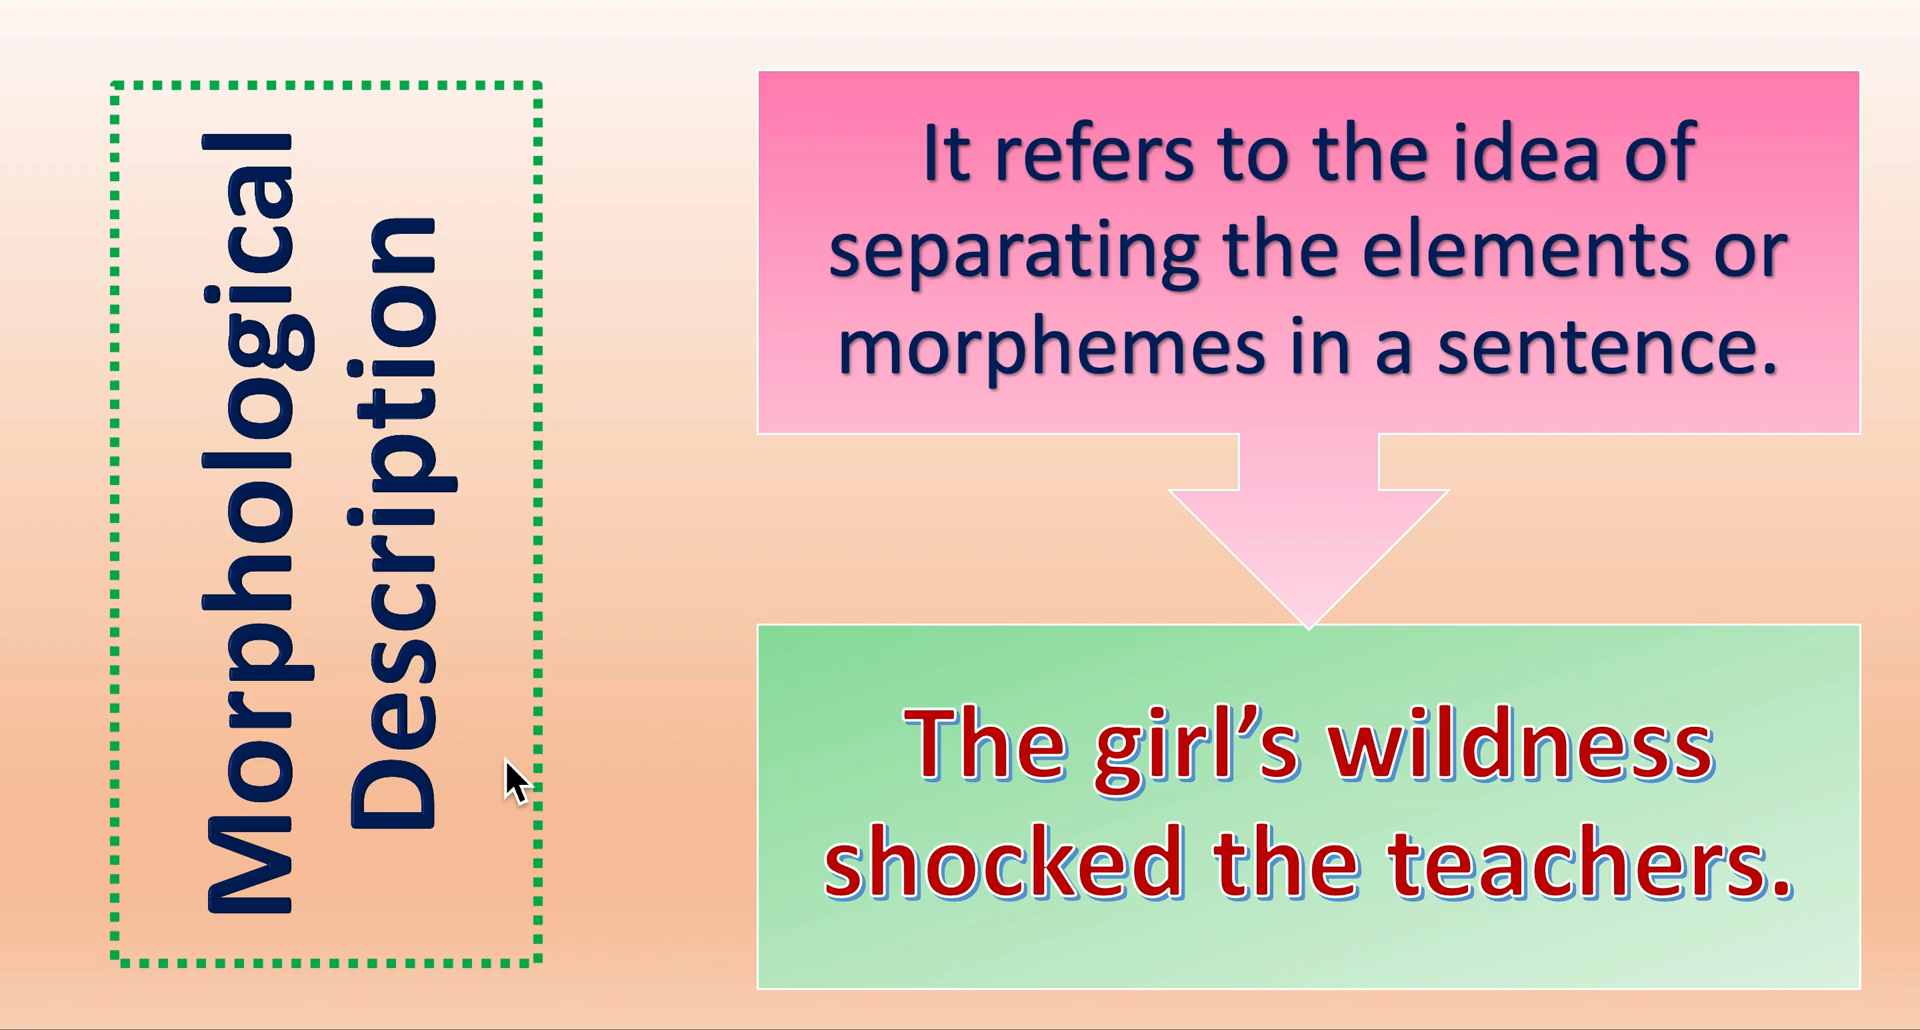 Morphological
Description
It refers to the idea of
separating the elements or
morphemes in a sentence.
The girl’s wildness
shocked the teachers.